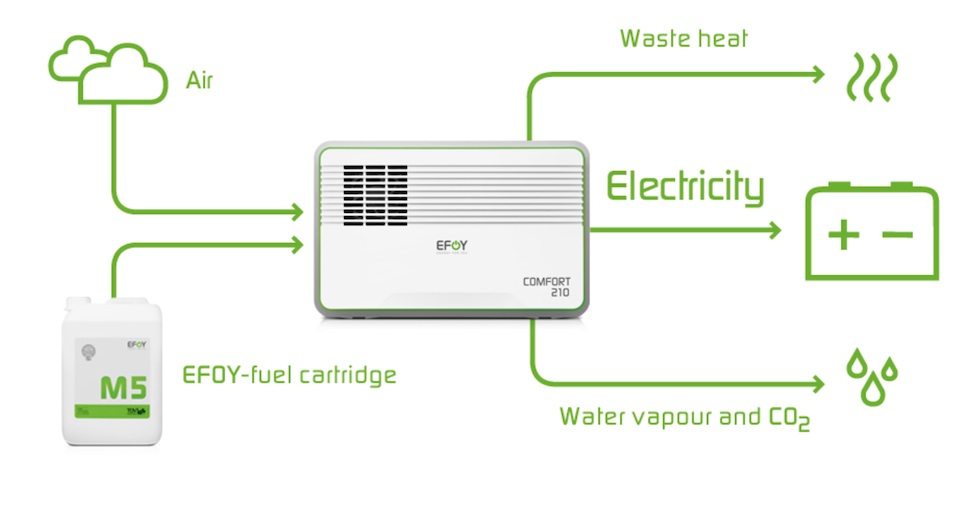 Waste heat
Air
Electricity
+ −
EFOY
COMFORT
210
EFOY
M5
EFOY-fuel cartridge
Water vapour and CO₂